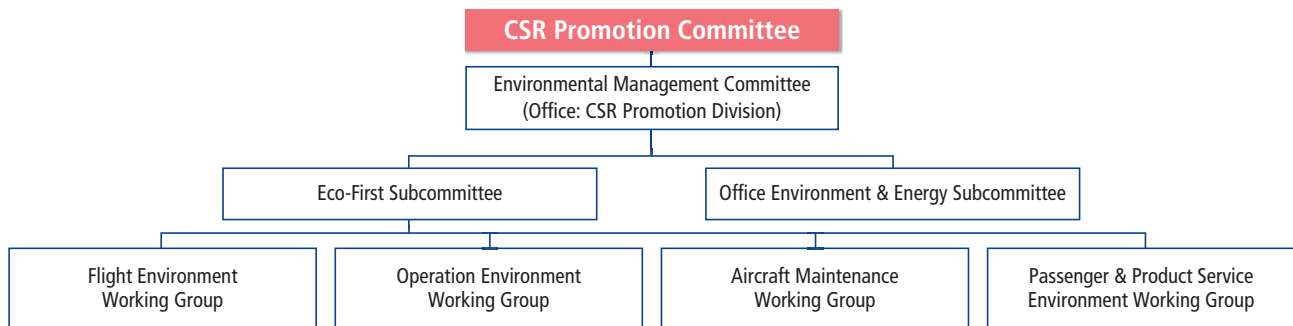 CSR Promotion Committee
Environmental Management Committee
(Office: CSR Promotion Division)
Eco-First Subcommittee
Office Environment & Energy Subcommittee
Flight Environment
Working Group
Operation Environment
Working Group
Aircraft Maintenance
Working Group
Passenger & Product Service
Environment Working Group